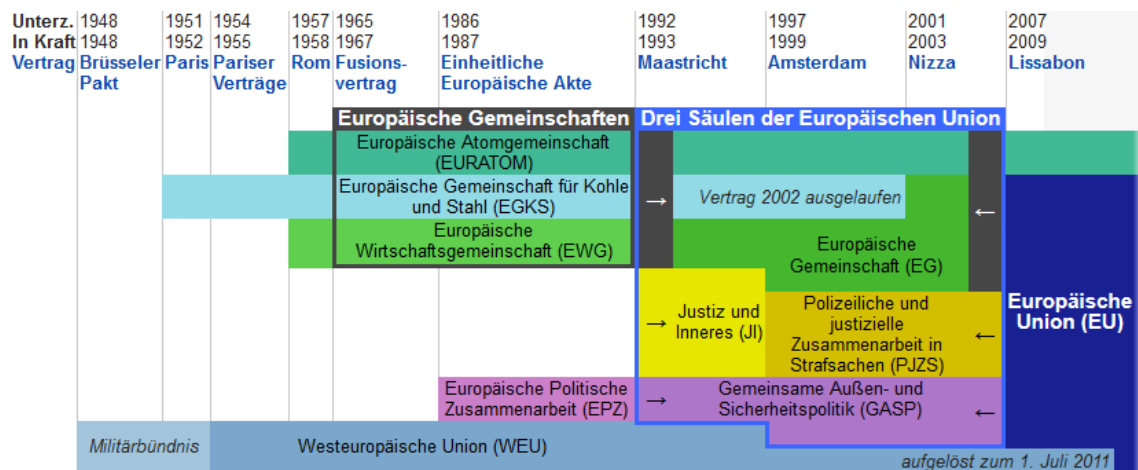 Unterz. 1948 1951 1954 1957 1965 1986 1992 1997 2001 2007
In Kraft 1948 1952 1955 1958 1967 1987 1993 1999 2003 2009
Vertrag Brüsseler Paris Pariser Rom Fusions- Einheitliche Maastricht Amsterdam Nizza Lissabon
Pakt Verträge vertrag Europäische Akte
Europäische Gemeinschaften
Drei Säulen der Europäischen Union
Europäische Atomgemeinschaft
(EURATOM)
Europäische Gemeinschaft für Kohle
und Stahl (EGKS)
→
Vertrag 2002 ausgelaufen
←
Europäische
Wirtschaftsgemeinschaft (EWG)
Europäische
Gemeinschaft (EG)
→
Justiz und
Inneres (JI)
Polizeiliche und
justizielle
Zusammenarbeit in
Strafsachen (PJZS)
←
Europäische
Union (EU)
Europäische Politische
Zusammenarbeit (EPZ)
→
Gemeinsame Außen- und
Sicherheitspolitik (GASP)
←
Militärbündnis
Westeuropäische Union (WEU)
aufgelöst zum 1. Juli 2011